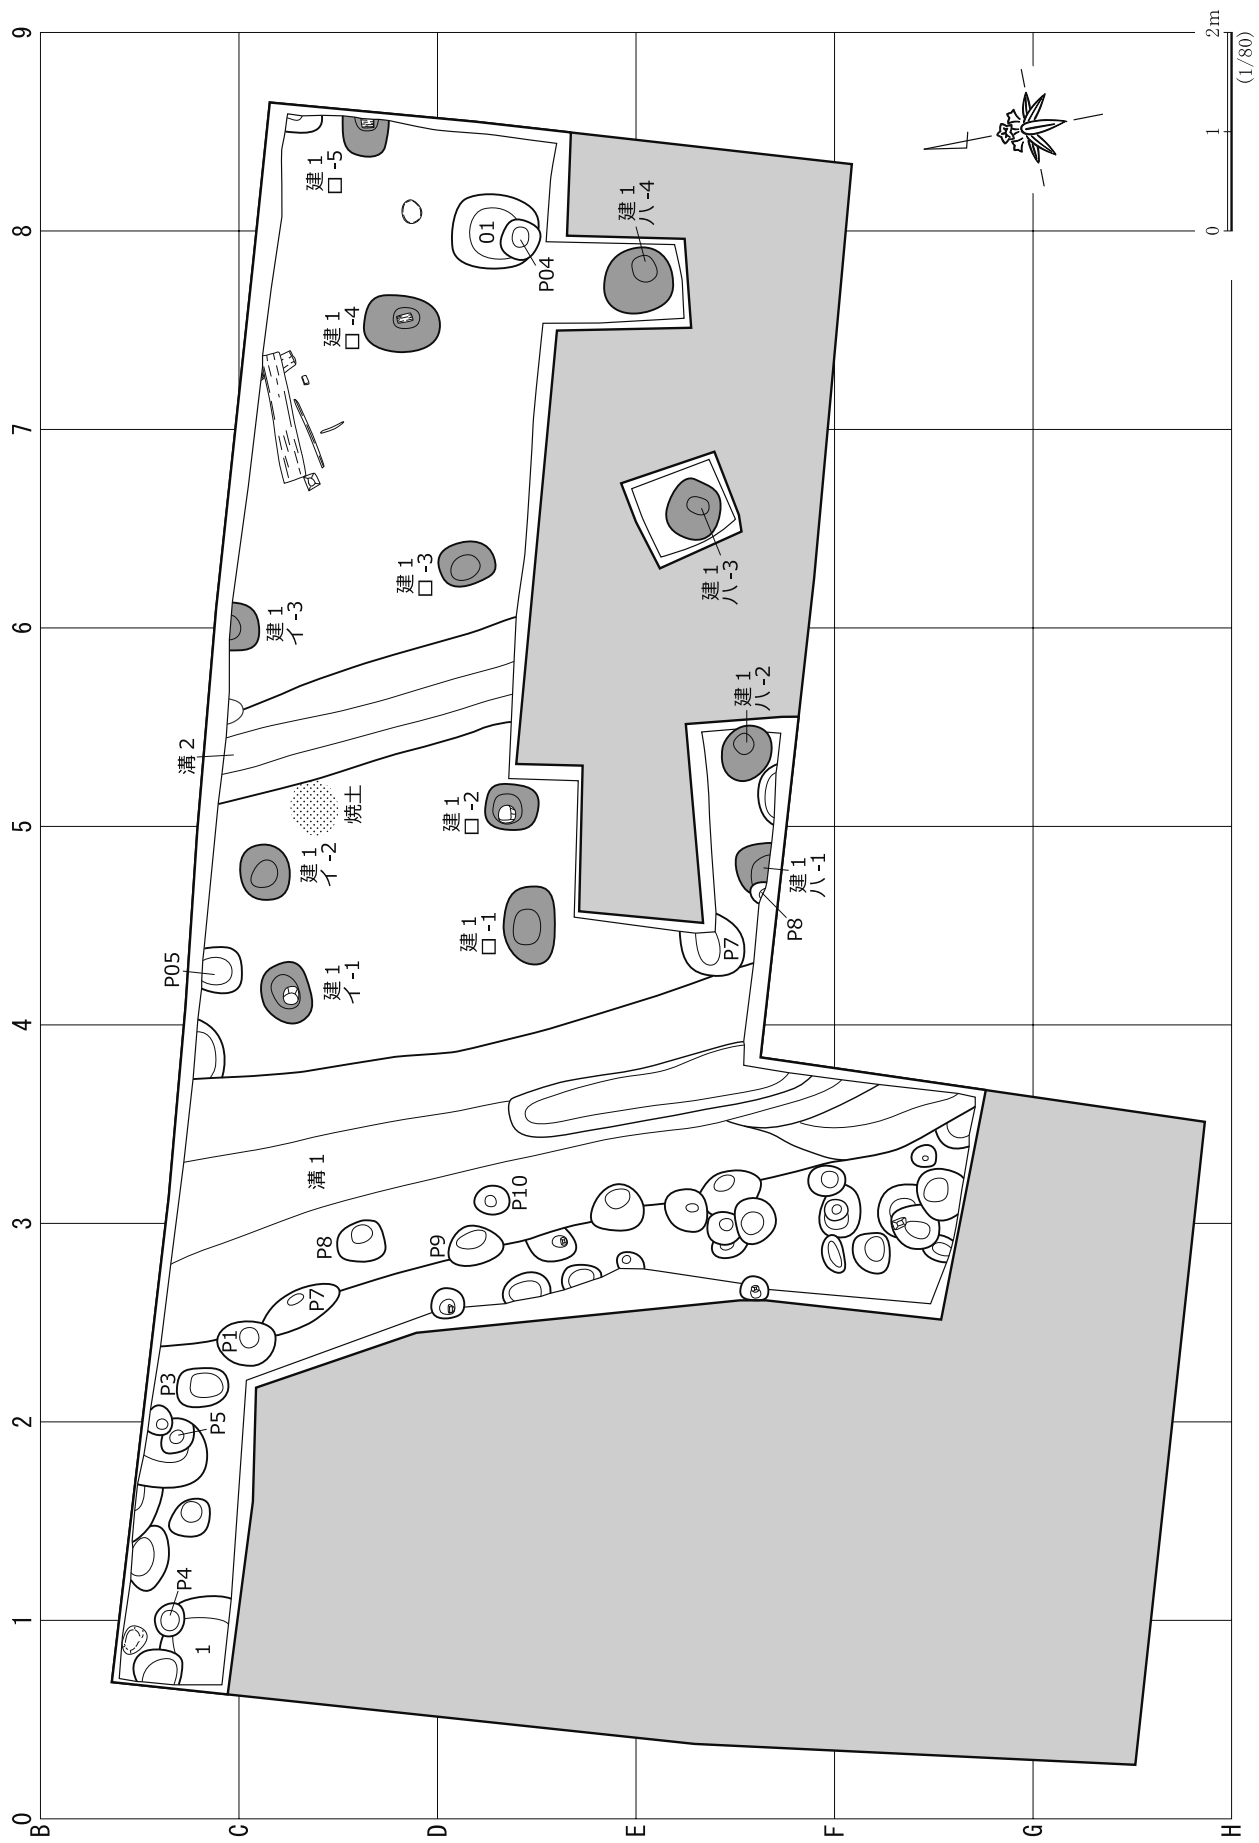 9
8
7
6
5
4
3
2
1
0
B
C
D
E
F
G
H
2m
1
0
(1/80)
建1
ロ-5
01
P04
建1
ハ-4
建1
ロ-4
建1
ロ-3
建1
ハ-3
建1
イ-3
溝2
焼土
建1
ロ-2
建1
ハ-2
建1
イ-2
建1
ロ-1
建1
ハ-1
P8
P7
P05
建1
イ-1
溝1
P10
P9
P8
P7
P1
P3
P5
P4
1